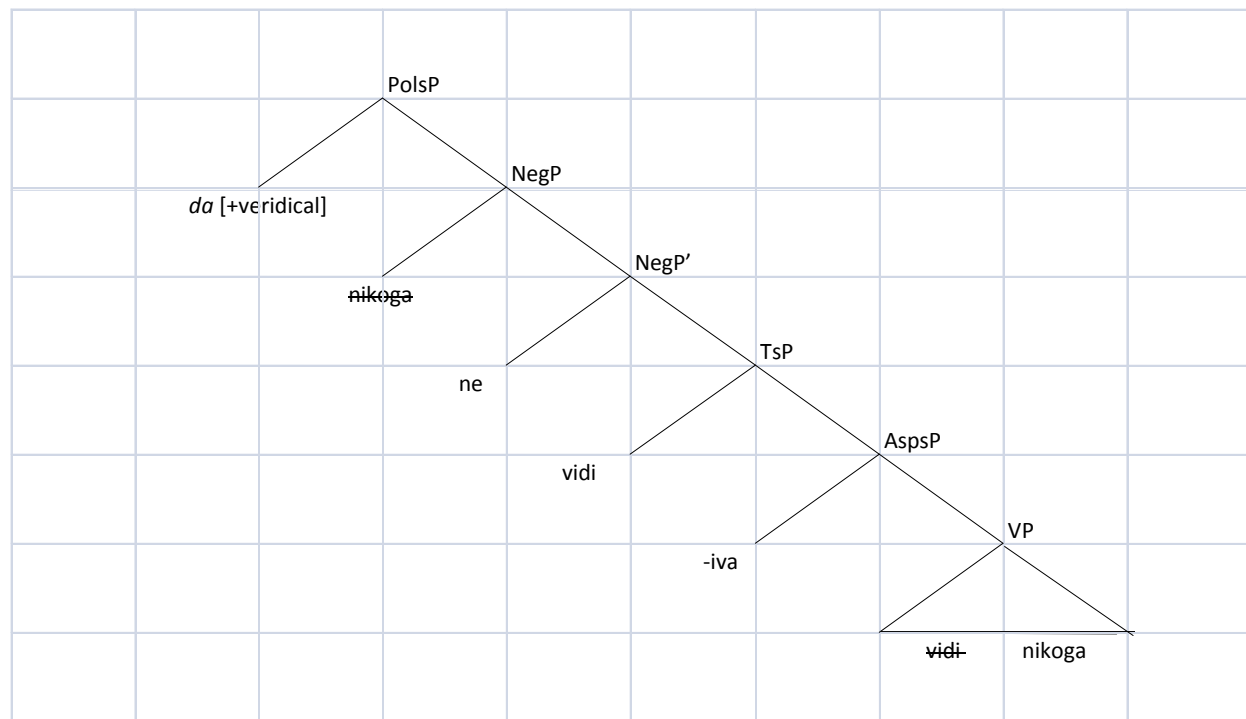 PolsP
NegP
da [+veridical]
NegP’
nikoga
TsP
ne
AspsP
vidi
VP
-iva
vidi nikoga